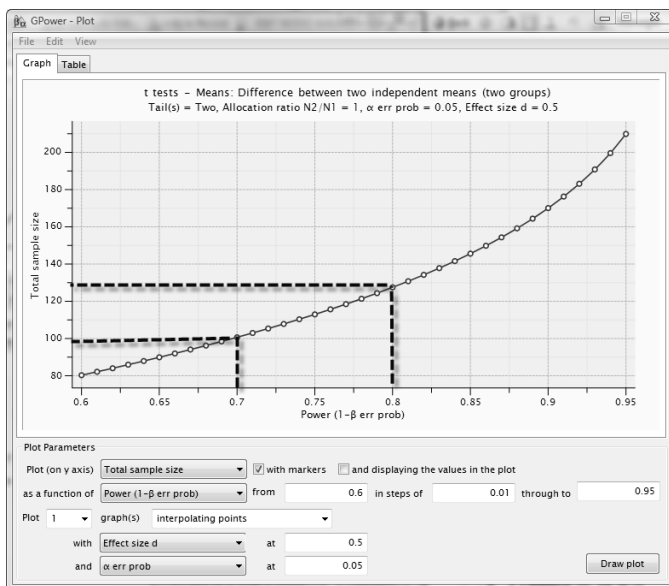 GPower - Plot
File Edit View
Graph Table
t tests - Means: Difference between two independent means (two groups)
Tail(s) = Two, Allocation ratio N2/N1 = 1, α err prob = 0.05, Effect size d = 0.5
200
180
160
140
120
100
80
Total sample size
0.6 0.65 0.7 0.75 0.8 0.85 0.9 0.95
Power (1-β err prob)
Plot Parameters
Plot (on y axis) Total sample size with markers and displaying the values in the plot
as a function of Power (1-β err prob) from 0.6 in steps of 0.01 through to 0.95
Plot 1 graph(s) interpolating points
with Effect size d at 0.5
and α err prob at 0.05 Draw plot